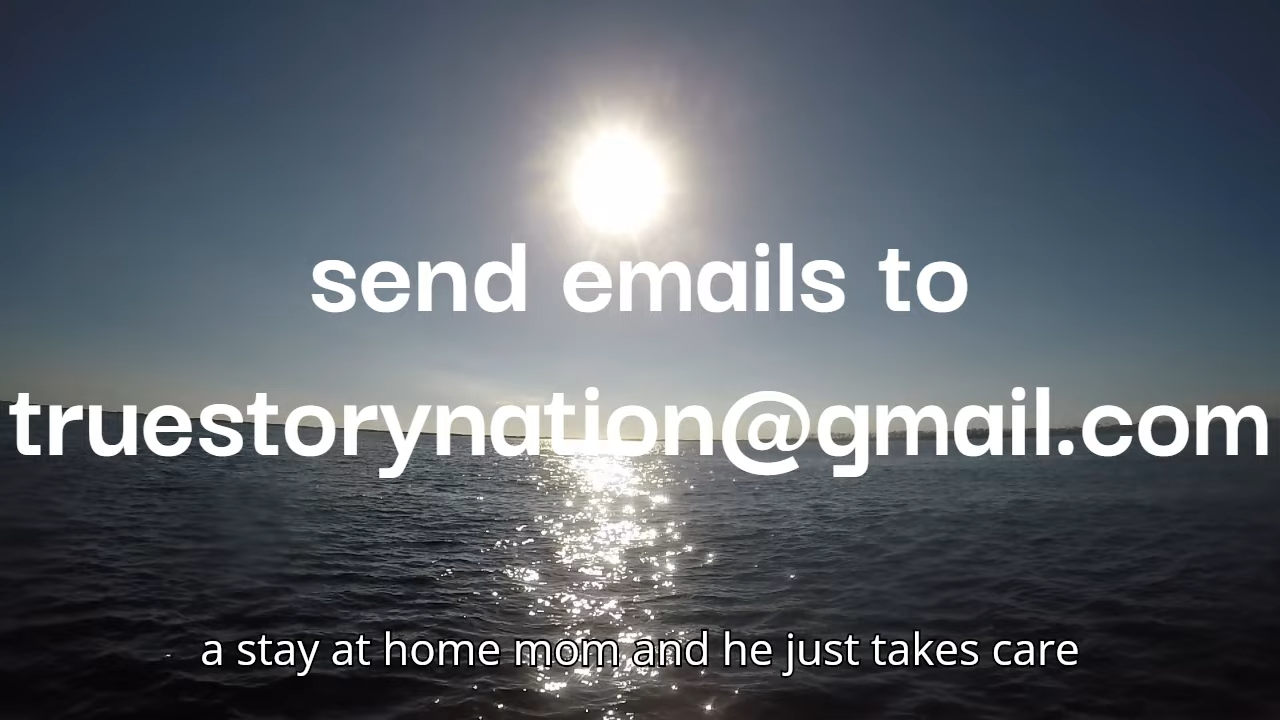 send emails to
truestorynation@gmail.com
a stay at home mom and he just takes care